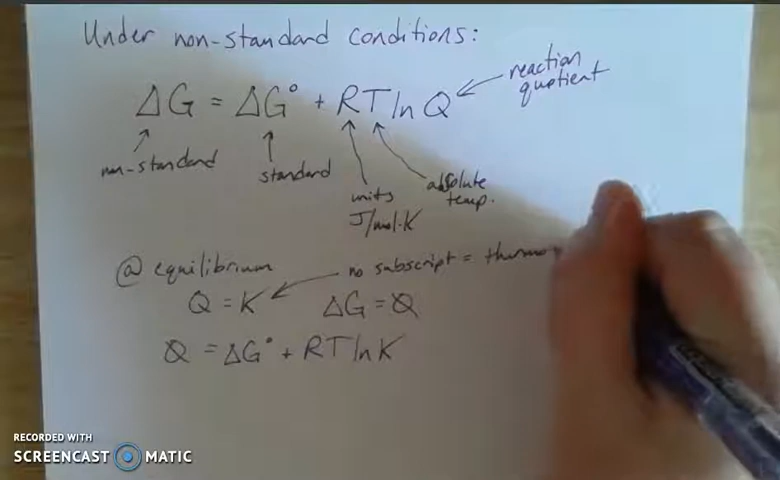 Under non-standard conditions:
ΔG = ΔG° + RT ln Q
reaction quotient
non-standard
standard
units J/mol·K
absolute temp.
@ equilibrium
no subscript = thermo
Q = K
ΔG = 0
0 = ΔG° + RT ln K
RECORDED WITH
SCREENCAST MATIC